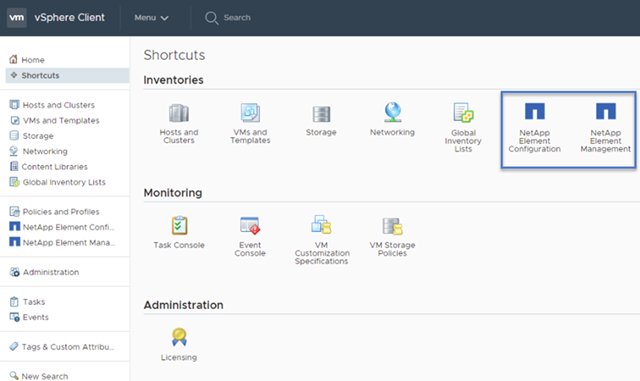 vm vSphere Client Menu Search
Home
Shortcuts
Hosts and Clusters
VMs and Templates
Storage
Networking
Content Libraries
Global Inventory Lists
Policies and Profiles
NetApp Element Confi...
NetApp Element Mana...
Administration
Tasks
Events
Tags & Custom Attribu...
New Search
Shortcuts
Inventories
Hosts and
Clusters
VMs and
Templates
Storage
Networking
Global
Inventory
Lists
NetApp
Element
Configuration
NetApp
Element
Management
Monitoring
Task Console
Event
Console
VM
Customization
Specifications
VM Storage
Policies
Administration
Licensing